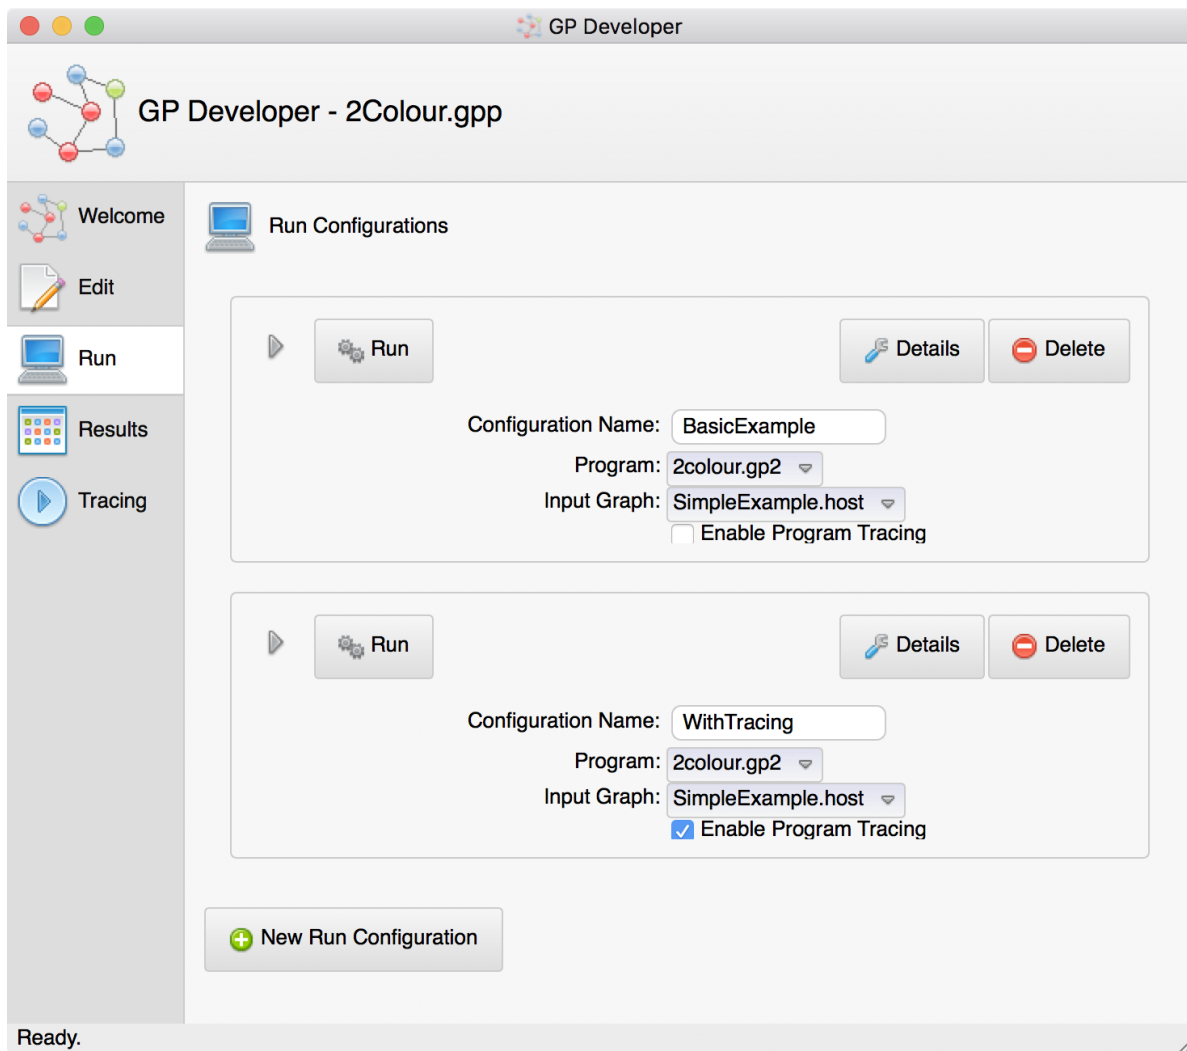 GP Developer
GP Developer - 2Colour.gpp
Welcome
Edit
Run
Results
Tracing
Run Configurations
Run Details Delete
Configuration Name: BasicExample
Program: 2colour.gp2
Input Graph: SimpleExample.host
Enable Program Tracing
Run Details Delete
Configuration Name: WithTracing
Program: 2colour.gp2
Input Graph: SimpleExample.host
Enable Program Tracing
New Run Configuration
Ready.